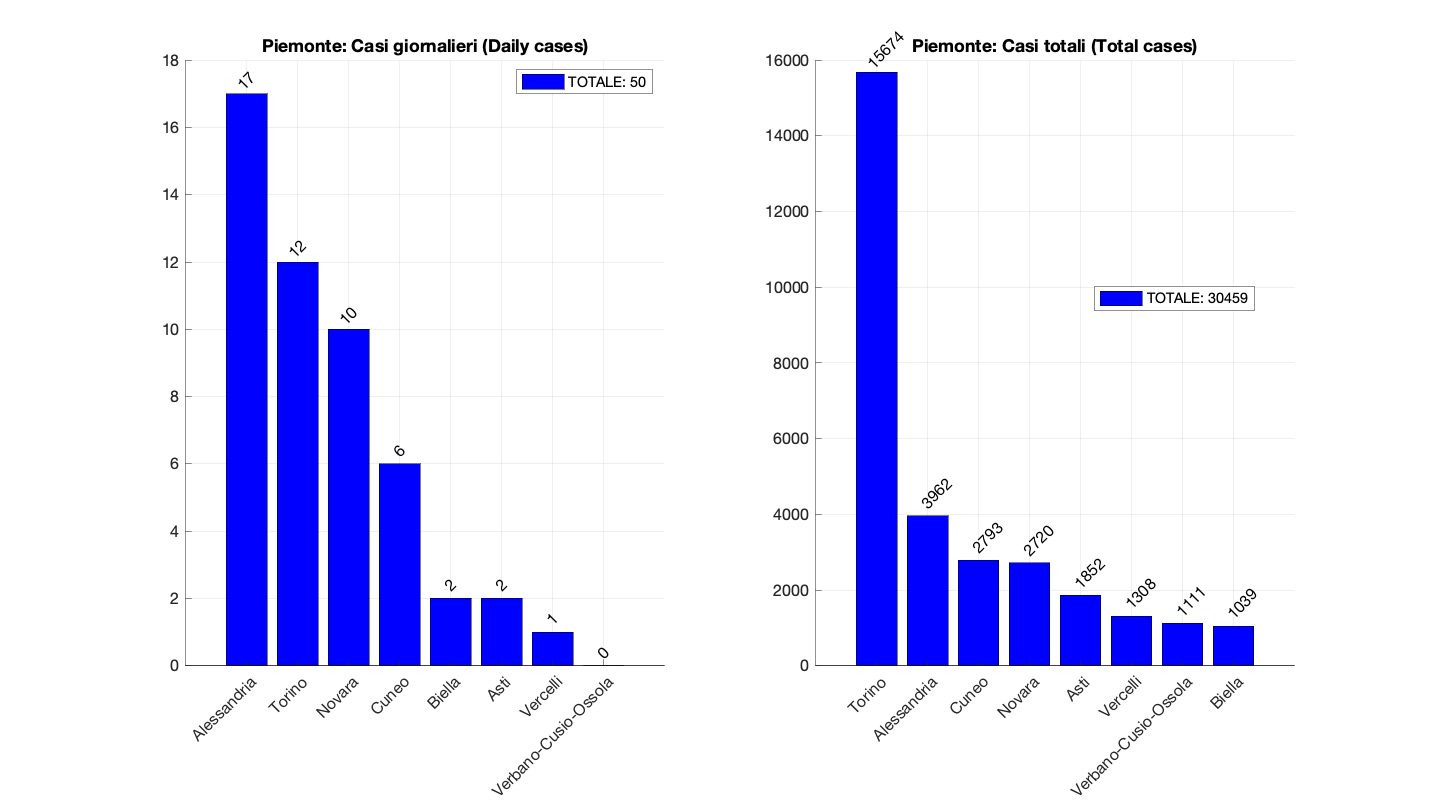 Piemonte: Casi giornalieri (Daily cases)
TOTALE: 50
18
16
14
12
10
8
6
4
2
0
17
12
10
6
2
2
1
0
Alessandria
Torino
Novara
Cuneo
Biella
Asti
Vercelli
Verbano-Cusio-Ossola
Piemonte: Casi totali (Total cases)
TOTALE: 30459
16000
14000
12000
10000
8000
6000
4000
2000
0
15674
3962
2793
2720
1852
1308
1111
1039
Torino
Alessandria
Cuneo
Novara
Asti
Vercelli
Verbano-Cusio-Ossola
Biella